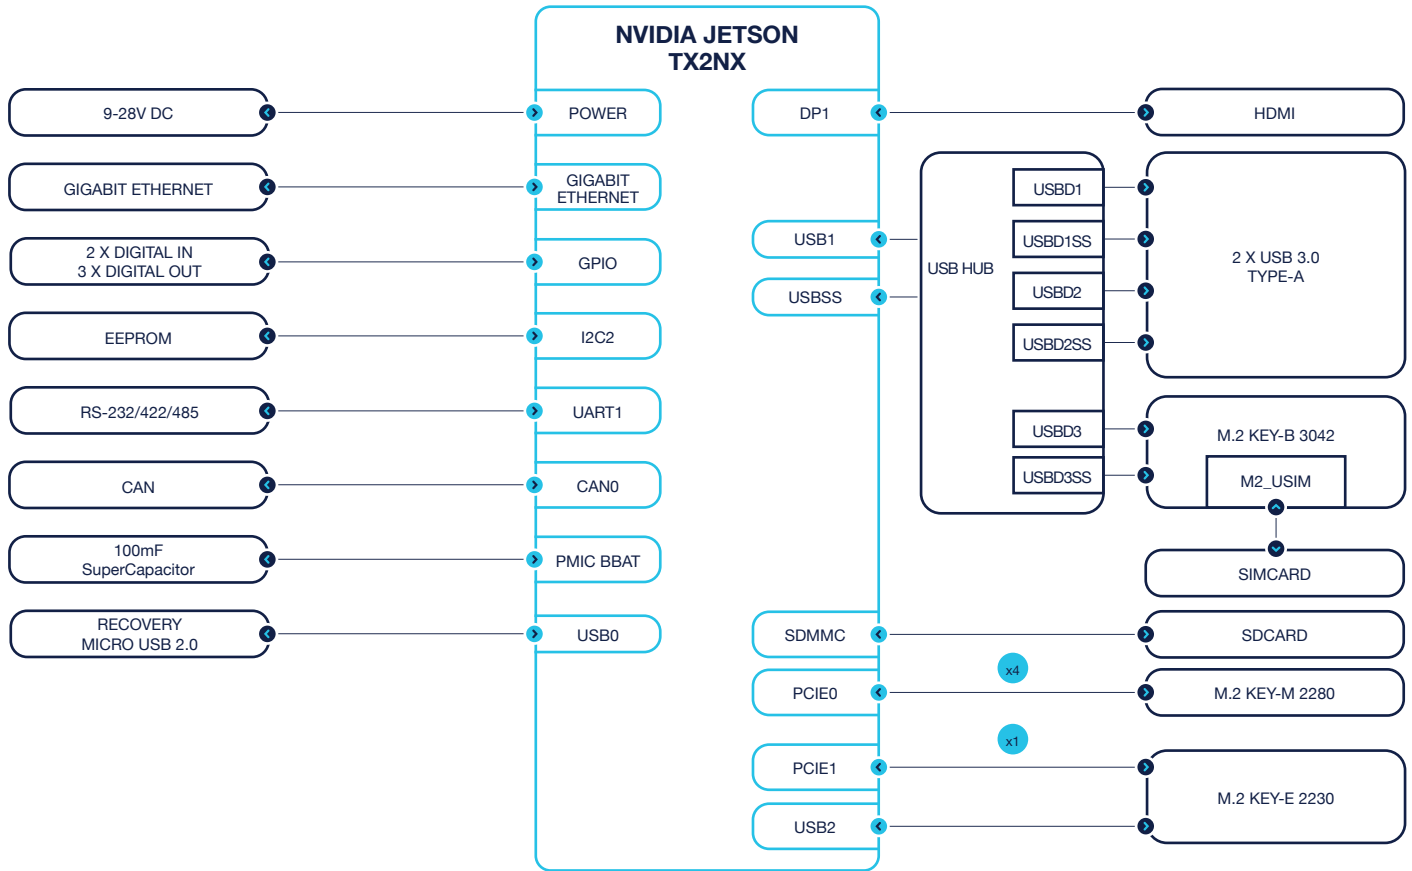 NVIDIA JETSON
TX2NX
9-28V DC
POWER
GIGABIT ETHERNET
GIGABIT
ETHERNET
2 X DIGITAL IN
3 X DIGITAL OUT
GPIO
EEPROM
I2C2
RS-232/422/485
UART1
CAN
CAN0
100mF
SuperCapacitor
PMIC BBAT
RECOVERY
MICRO USB 2.0
USB0
DP1
HDMI
USB1
USBSS
USB HUB
USBD1
USBD1SS
USBD2
USBD2SS
2 X USB 3.0
TYPE-A
USBD3
USBD3SS
M.2 KEY-B 3042
M2_USIM
SIMCARD
SDMMC
SDCARD
x4
PCIE0
M.2 KEY-M 2280
x1
PCIE1
USB2
M.2 KEY-E 2230